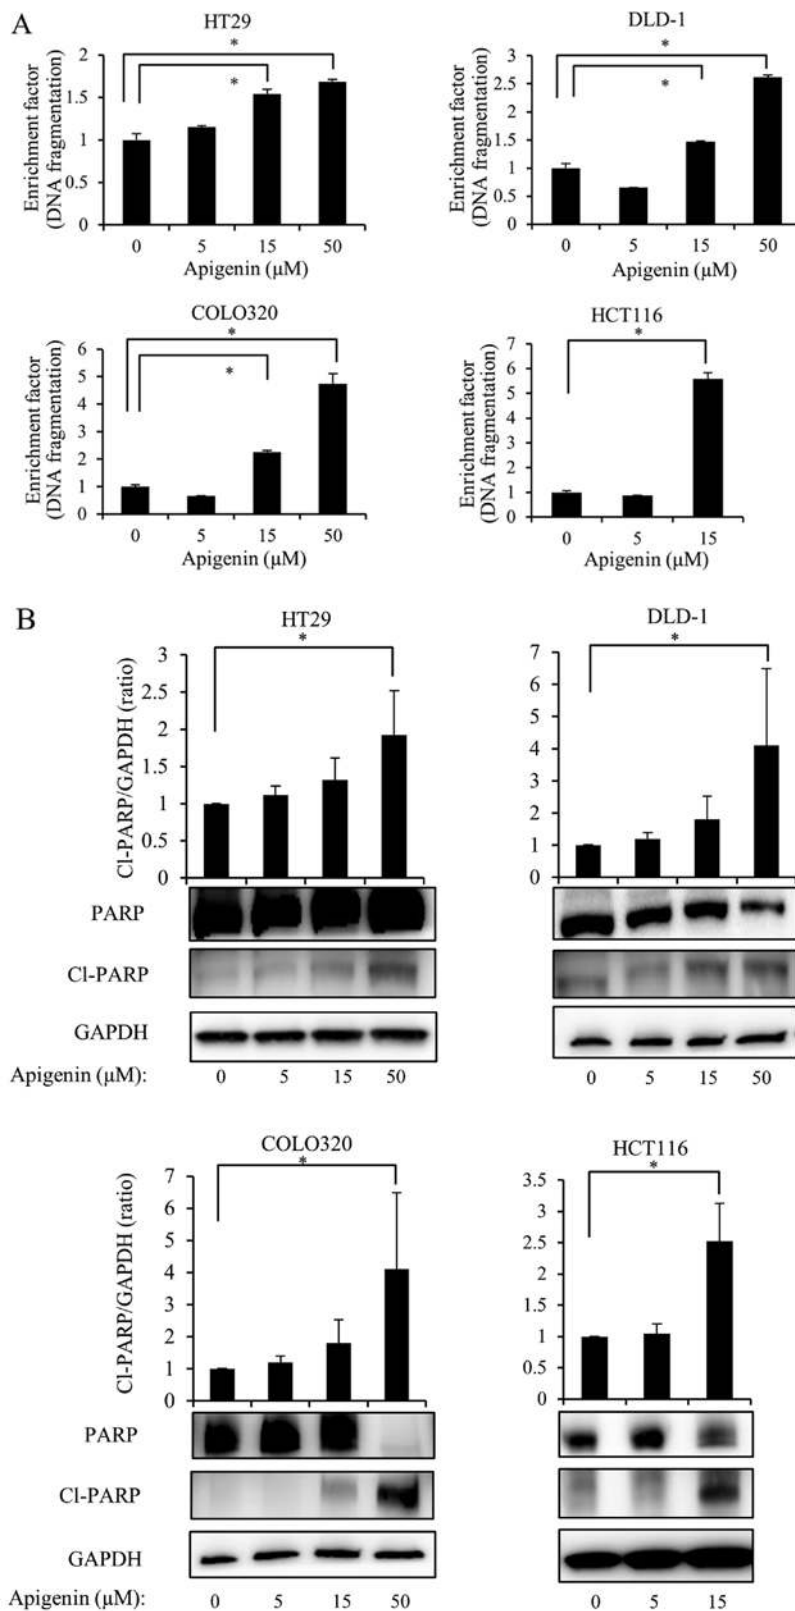 A
HT29
*
*
Enrichment factor
(DNA fragmentation)
2
1.5
1
0.5
0
0 5 15 50
Apigenin (µM)
DLD-1
*
*
Enrichment factor
(DNA fragmentation)
3
2.5
2
1.5
1
0.5
0
0 5 15 50
Apigenin (µM)
COLO320
*
*
Enrichment factor
(DNA fragmentation)
6
5
4
3
2
1
0
0 5 15 50
Apigenin (µM)
HCT116
*
Enrichment factor
(DNA fragmentation)
7
6
5
4
3
2
1
0
0 5 15
Apigenin (µM)
B
HT29
*
Cl-PARP/GAPDH (ratio)
3
2.5
2
1.5
1
0.5
0
DLD-1
*
7
6
5
4
3
2
1
0
PARP
Cl-PARP
GAPDH
Apigenin (µM): 0 5 15 50 0 5 15 50
COLO320
*
Cl-PARP/GAPDH (ratio)
7
6
5
4
3
2
1
0
HCT116
*
3.5
3
2.5
2
1.5
1
0.5
0
PARP
Cl-PARP
GAPDH
Apigenin (µM): 0 5 15 50 0 5 15